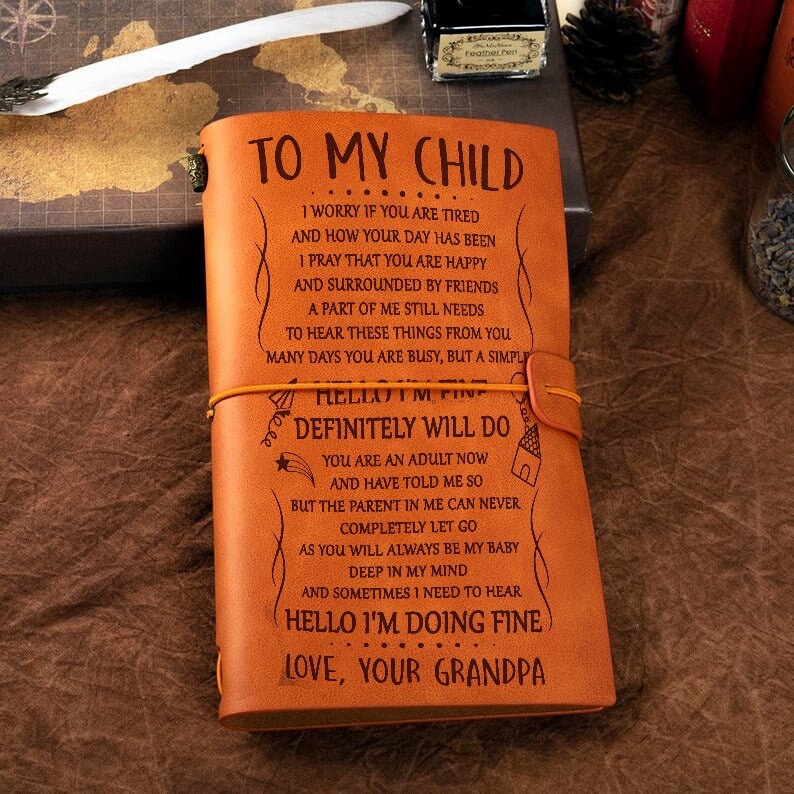 Feather Pen
TO MY CHILD
I WORRY IF YOU ARE TIRED
AND HOW YOUR DAY HAS BEEN
I PRAY THAT YOU ARE HAPPY
AND SURROUNDED BY FRIENDS
A PART OF ME STILL NEEDS
TO HEAR THESE THINGS FROM YOU
MANY DAYS YOU ARE BUSY, BUT A SIMPLE
HELLO I'M FINE
DEFINITELY WILL DO
YOU ARE AN ADULT NOW
AND HAVE TOLD ME SO
BUT THE PARENT IN ME CAN NEVER
COMPLETELY LET GO
AS YOU WILL ALWAYS BE MY BABY
DEEP IN MY MIND
AND SOMETIMES I NEED TO HEAR
HELLO I'M DOING FINE
LOVE, YOUR GRANDPA